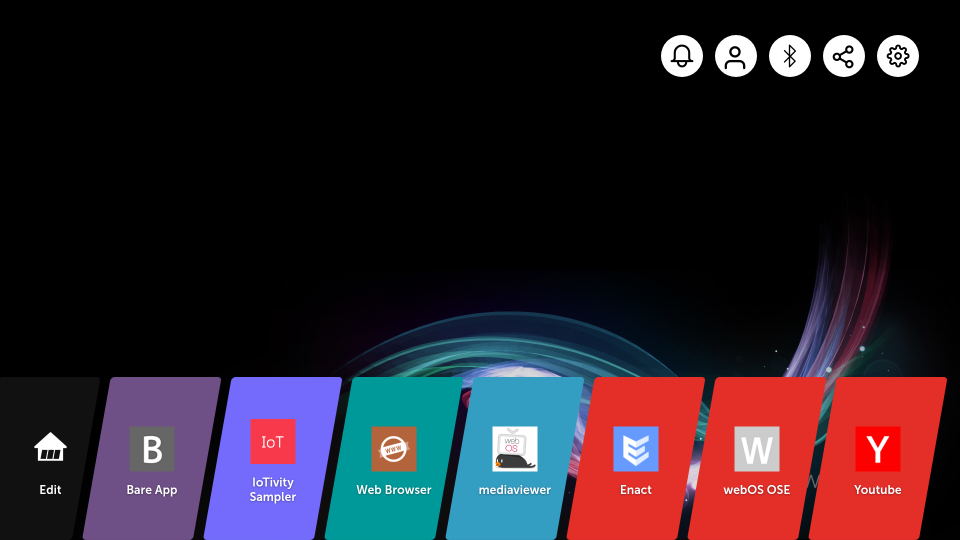 Edit
B
Bare App
IoT
IoTivity
Sampler
WWW
Web Browser
web
OS
mediaviewer
Enact
W
webOS OSE
Y
Youtube